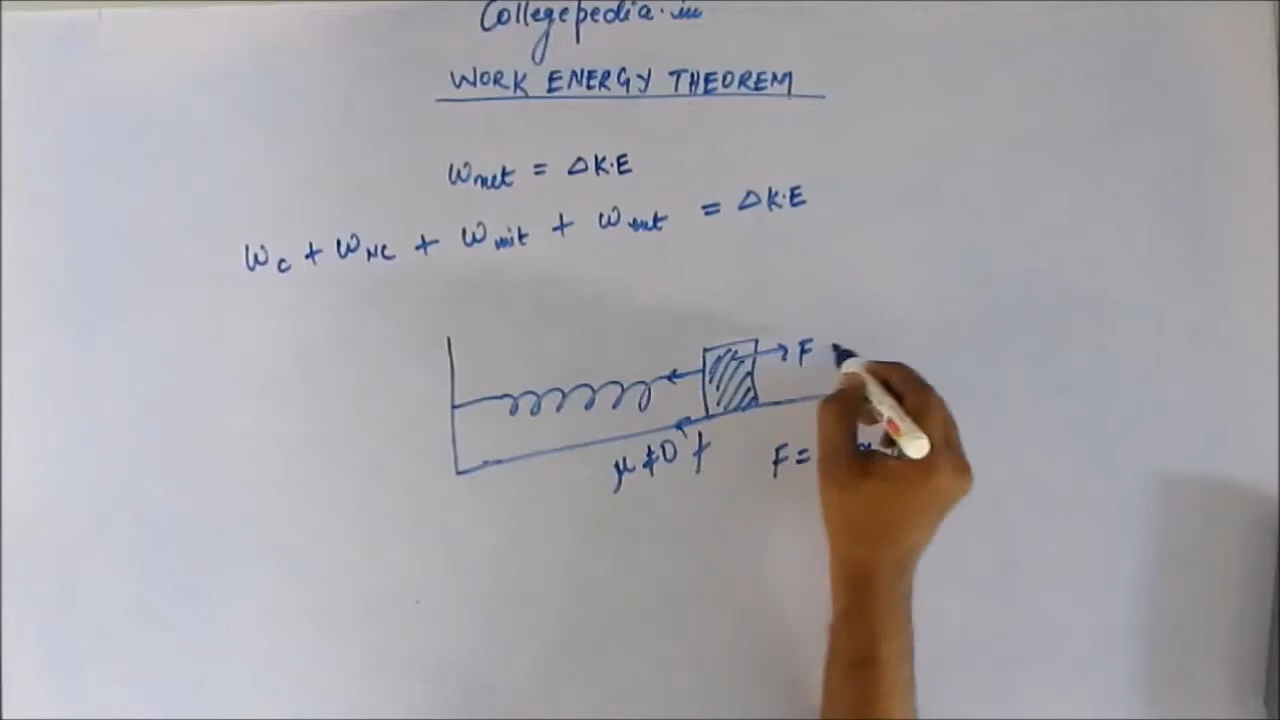 Collegepedia.in
WORK ENERGY THEOREM
Wnet = ΔK.E
Wc + WNC + Wint + Wext = ΔK.E
F
μ≠0 f
F =